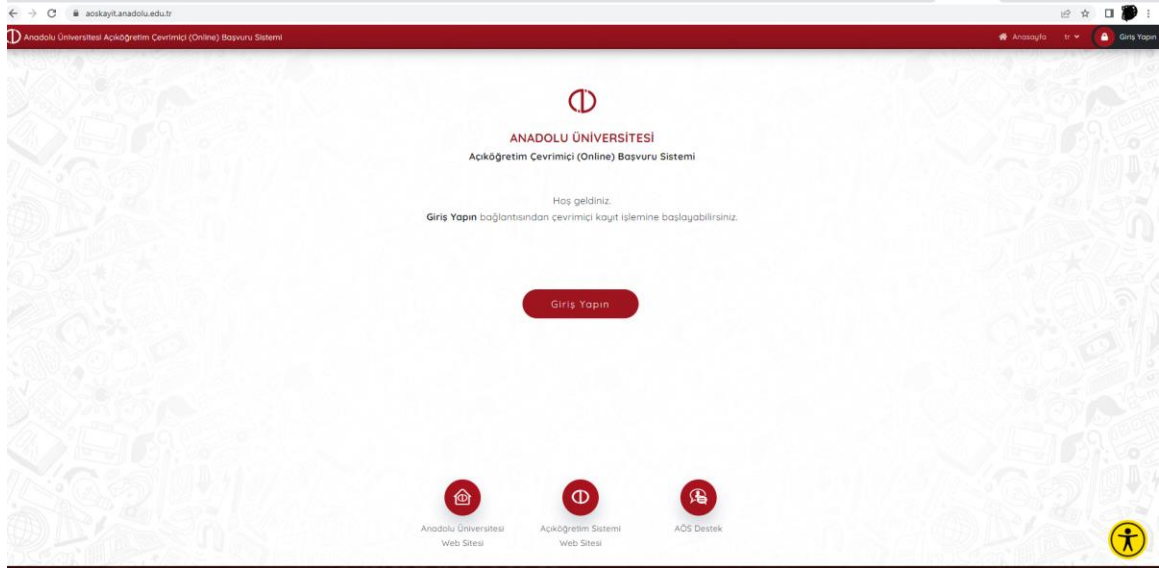 aoskayit.anadolu.edu.tr
Anadolu Üniversitesi Açıköğretim Çevrimiçi (Online) Başvuru Sistemi
Anasayfa
tr
Giriş Yapın
ANADOLU ÜNİVERSİTESİ
Açıköğretim Çevrimiçi (Online) Başvuru Sistemi
Hoş geldiniz.
Giriş Yapın bağlantısından çevrimiçi kayıt işlemine başlayabilirsiniz.
Giriş Yapın
Anadolu Üniversitesi
Web Sitesi
Açıköğretim Sistemi
Web Sitesi
AÖS Destek